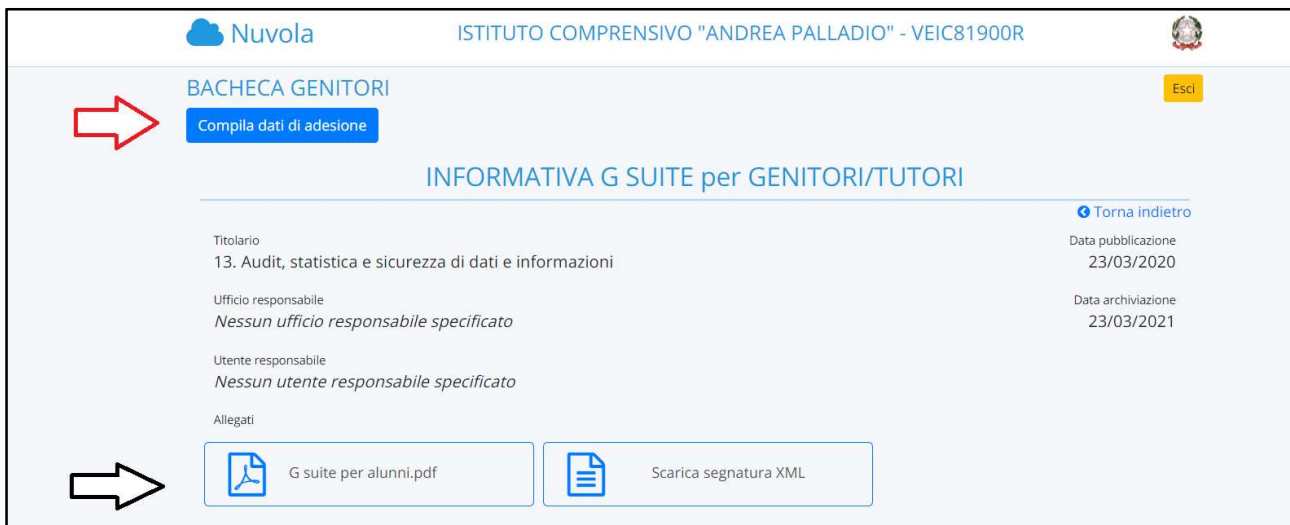 Nuvola
ISTITUTO COMPRENSIVO "ANDREA PALLADIO" - VEIC81900R
BACHECA GENITORI
Esci
Compila dati di adesione
INFORMATIVA G SUITE per GENITORI/TUTORI
Torna indietro
Titolario
Data pubblicazione
13. Audit, statistica e sicurezza di dati e informazioni
23/03/2020
Ufficio responsabile
Data archiviazione
Nessun ufficio responsabile specificato
23/03/2021
Utente responsabile
Nessun utente responsabile specificato
Allegati
G suite per alunni.pdf
Scarica segnatura XML